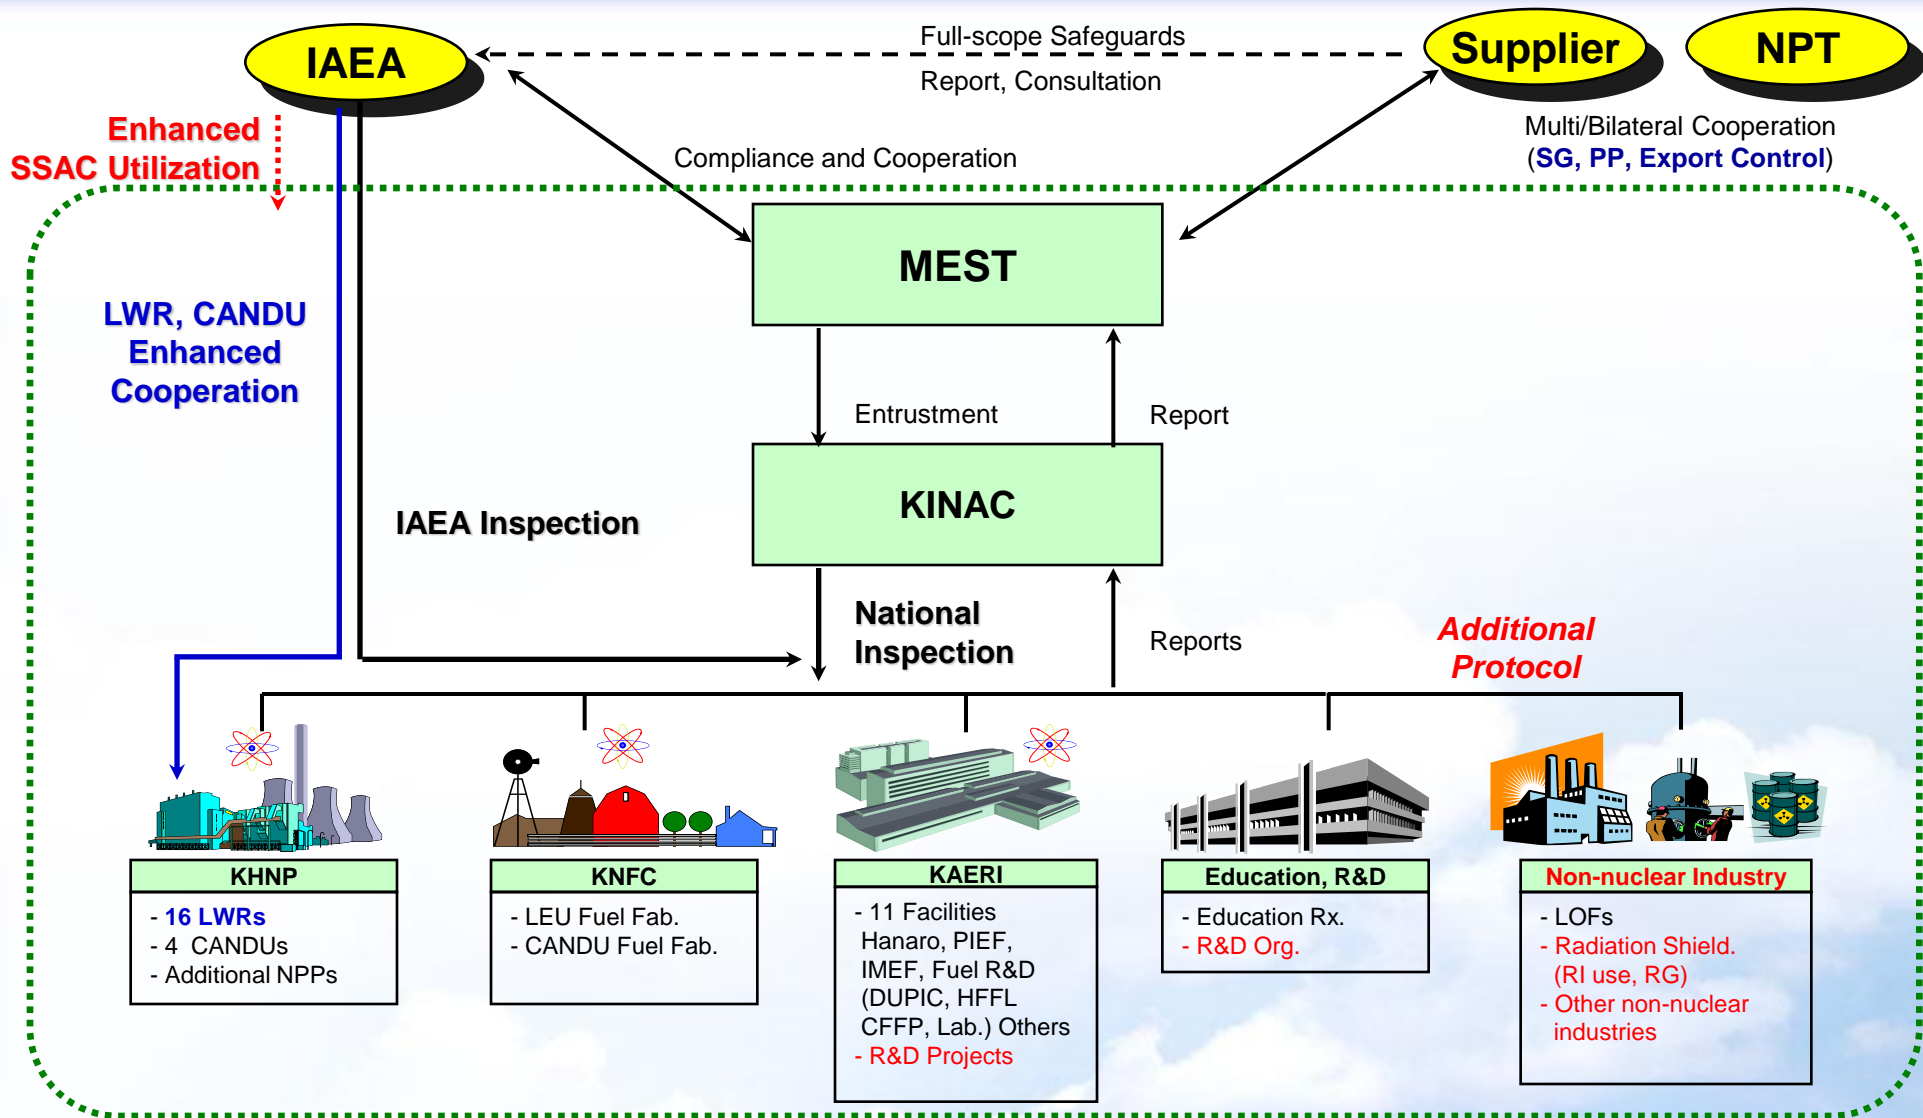 IAEA
Full-scope Safeguards
Report, Consultation
Supplier
NPT
Enhanced
SSAC Utilization
Compliance and Cooperation
Multi/Bilateral Cooperation
(SG, PP, Export Control)
MEST
LWR, CANDU
Enhanced
Cooperation
Entrustment
Report
KINAC
IAEA Inspection
National
Inspection
Reports
Additional
Protocol
KHNP
- 16 LWRs
- 4 CANDUs
- Additional NPPs
KNFC
- LEU Fuel Fab.
- CANDU Fuel Fab.
KAERI
- 11 Facilities
Hanaro, PIEF,
IMEF, Fuel R&D
(DUPIC, HFFL
CFFP, Lab.) Others
- R&D Projects
Education, R&D
- Education Rx.
- R&D Org.
Non-nuclear Industry
- LOFs
- Radiation Shield.
(RI use, RG)
- Other non-nuclear
industries